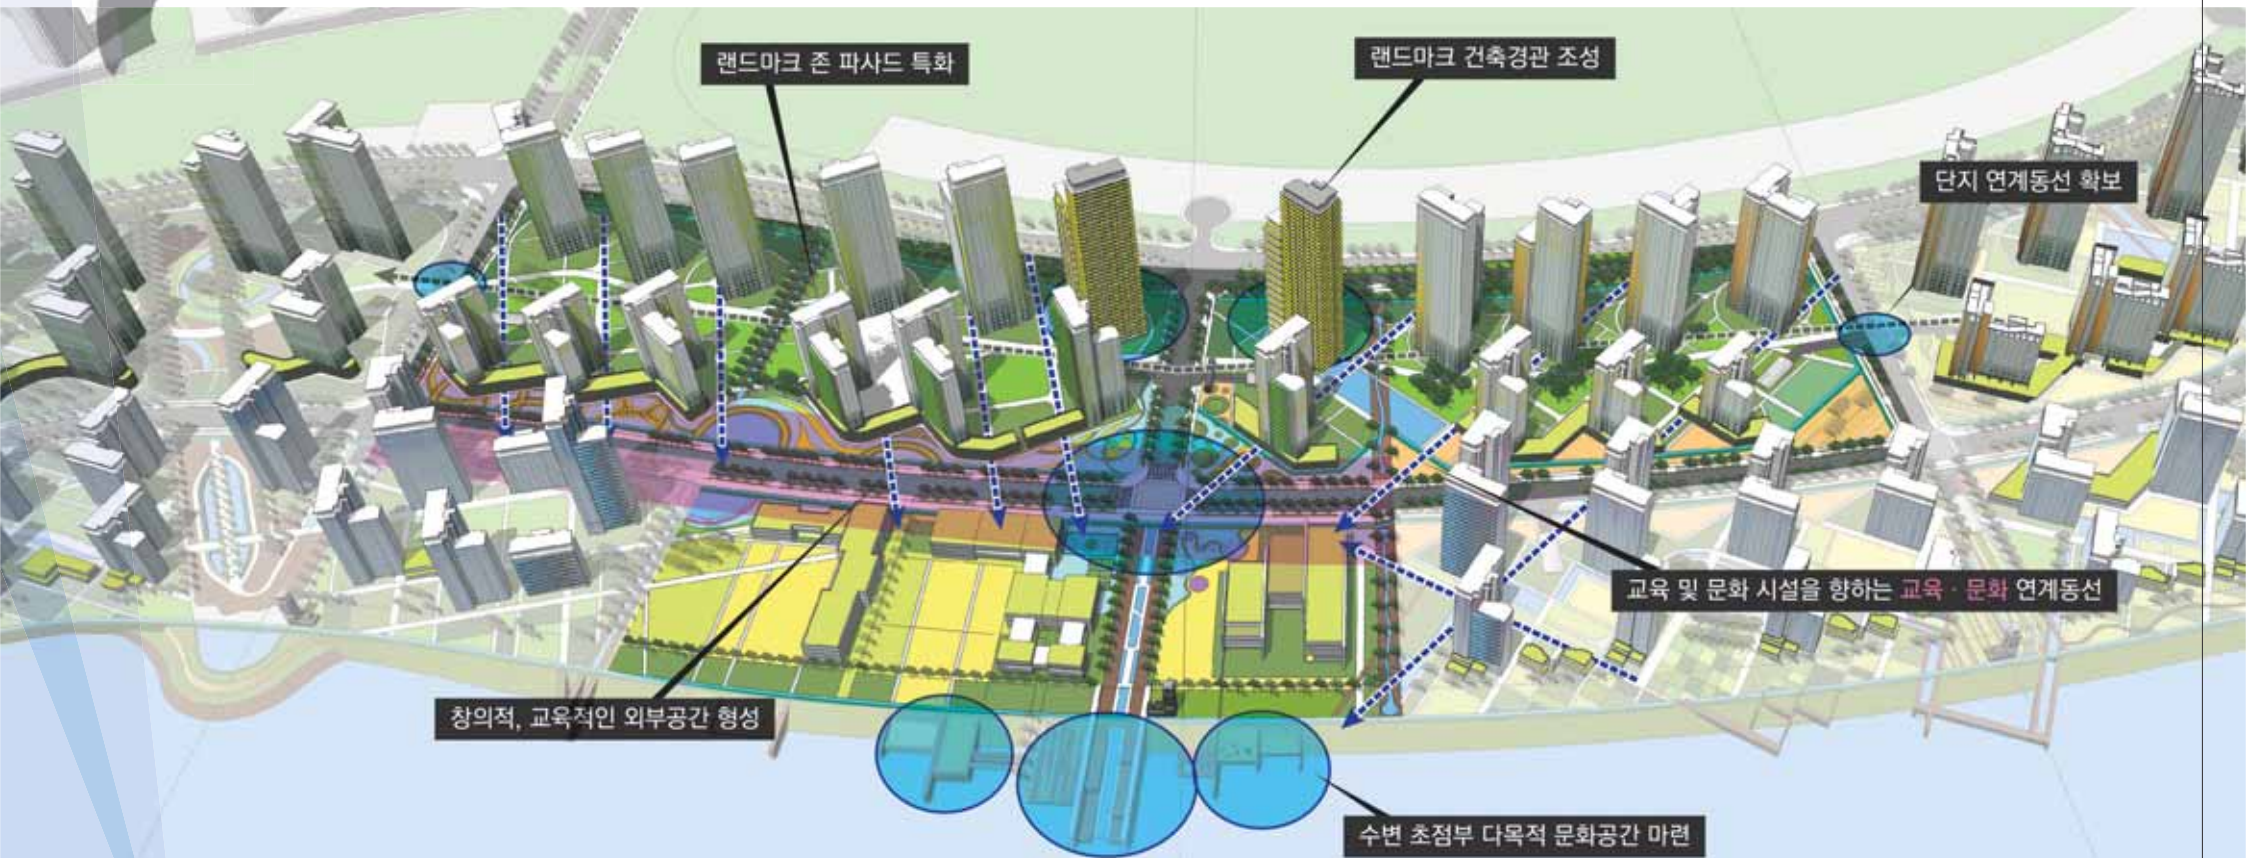 랜드마크 존 파사드 특화
랜드마크 건축경관 조성
단지 연계동선 확보
교육 및 문화 시설을 향하는 교육 · 문화 연계동선
창의적, 교육적인 외부공간 형성
수변 초점부 다목적 문화공간 마련